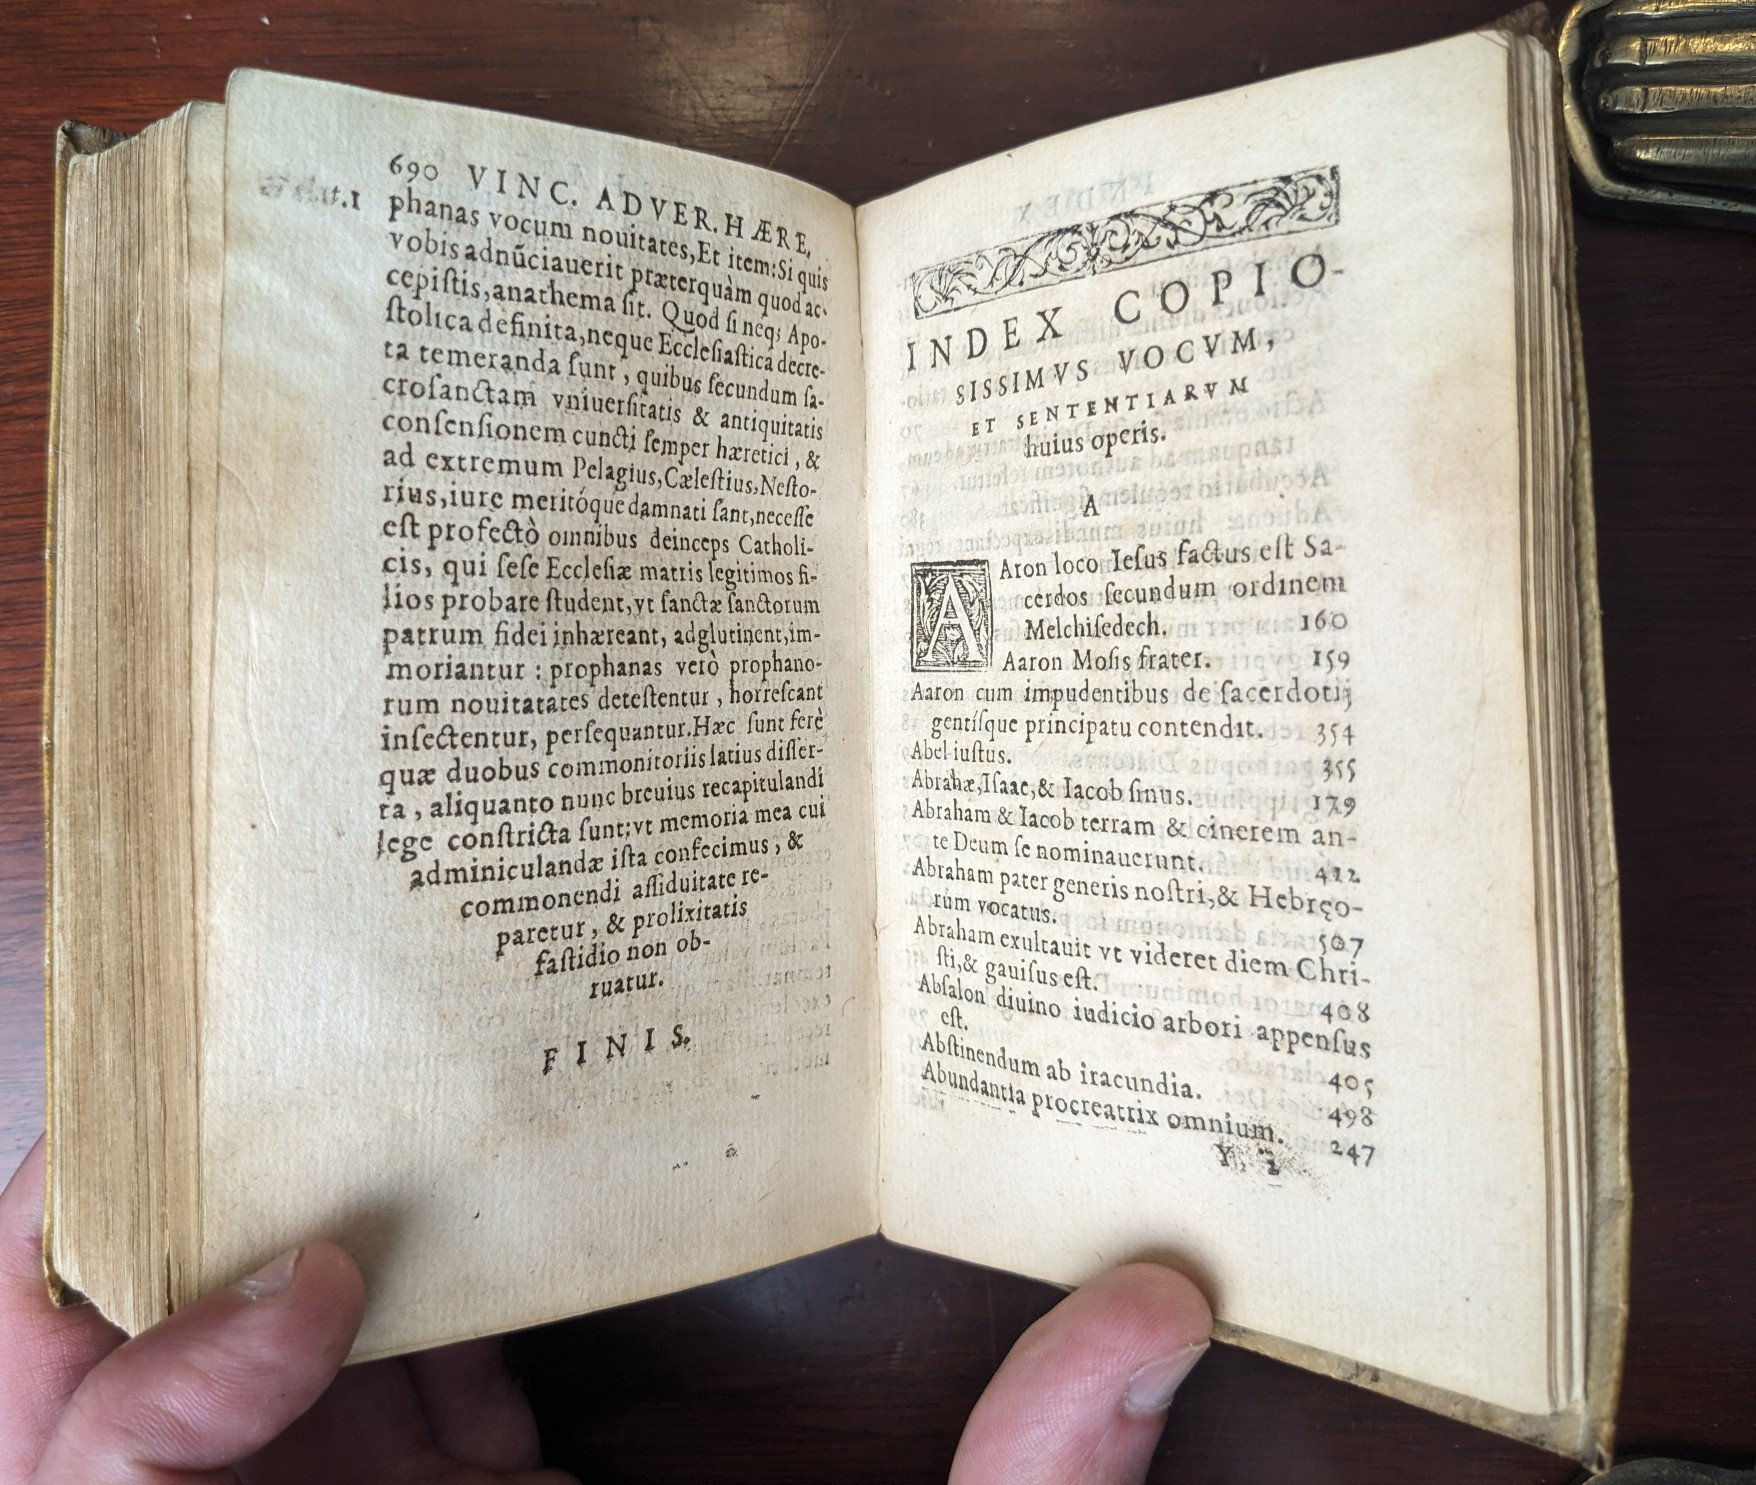 690 VINC. ADVER. HÆRE,
phanas vocum nouitates, Et item: Si quis
vobis adnũciauerit præterquàm quod ac-
cepiſtis, anathema ſit. Quod ſi neq; Apo-
ſtolica definita, neque Eccleſiaſtica decre-
ta temeranda ſunt, quibus ſecundum ſa-
croſanctam vniuerſitatis & antiquitatis
conſenſionem cuncti ſemper hæretici, &
ad extremum Pelagius, Cæleſtius, Neſto-
rius, iure meritóque damnati ſant, neceſſe
eſt profectò omnibus deinceps Catholi-
cis, qui ſeſe Eccleſiæ matris legitimos fi-
lios probare ſtudent, vt ſanctæ ſanctorum
patrum fidei inhæreant, adglutinent, im-
moriantur : prophanas verò prophano-
rum nouitatates deteſtentur, horreſcant
inſectentur, perſequantur. Hæc ſunt ferè
quæ duobus commonitoriis latius diſſer-
ta, aliquanto nunc breuius recapitulandi
lege conſtricta ſunt: vt memoria mea cui
adminiculandæ iſta confecimus, &
commonendi aſſiduitate re-
paretur, & prolixitatis
faſtidio non ob-
ruatur.
FINIS.
INDEX COPIO-
SISSIMVS VOCVM,
ET SENTENTIARVM
huius operis.
A
AAron loco Ieſus factus eſt Sa-
cerdos ſecundum ordinem
Melchiſedech. 160
Aaron Moſis frater. 159
Aaron cum impudentibus de ſacerdotij
gentiſque principatu contendit. 354
Abel iuſtus. 355
Abrahæ, Iſaac, & Iacob ſinus. 179
Abraham & Iacob terram & cinerem an-
te Deum ſe nominauerunt. 412
Abraham pater generis noſtri, & Hebręo-
rum vocatus. 507
Abraham exultauit vt videret diem Chri-
ſti, & gauiſus eſt. 408
Abſalon diuino iudicio arbori appenſus
eſt. 405
Abſtinendum ab iracundia. 498
Abundantia procreatrix omnium. 247